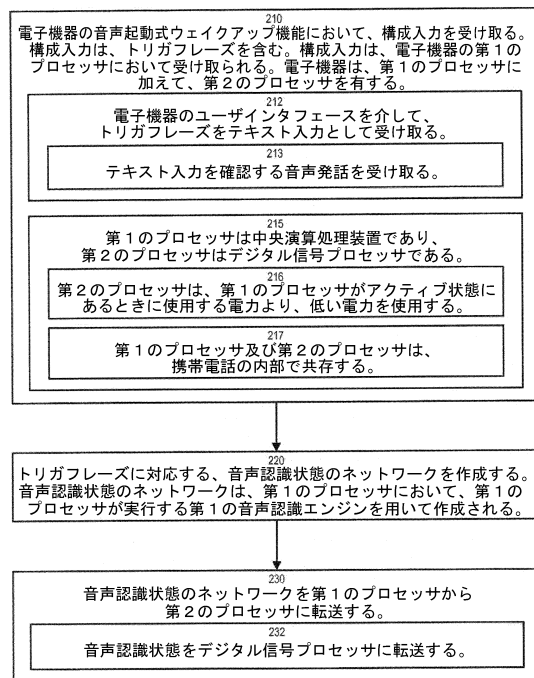 210
電子機器の音声起動式ウェイクアップ機能において、構成入力を受け取る。
構成入力は、トリガフレーズを含む。構成入力は、電子機器の第1の
プロセッサにおいて受け取られる。電子機器は、第1のプロセッサに
加えて、第2のプロセッサを有する。
212
電子機器のユーザインタフェースを介して、
トリガフレーズをテキスト入力として受け取る。
213
テキスト入力を確認する音声発話を受け取る。
215
第1のプロセッサは中央演算処理装置であり、
第2のプロセッサはデジタル信号プロセッサである。
216
第2のプロセッサは、第1のプロセッサがアクティブ状態に
あるときに使用する電力より、低い電力を使用する。
217
第1のプロセッサ及び第2のプロセッサは、
携帯電話の内部で共存する。
220
トリガフレーズに対応する、音声認識状態のネットワークを作成する。
音声認識状態のネットワークは、第1のプロセッサにおいて、第1の
プロセッサが実行する第1の音声認識エンジンを用いて作成される。
230
音声認識状態のネットワークを第1のプロセッサから
第2のプロセッサに転送する。
232
音声認識状態をデジタル信号プロセッサに転送する。